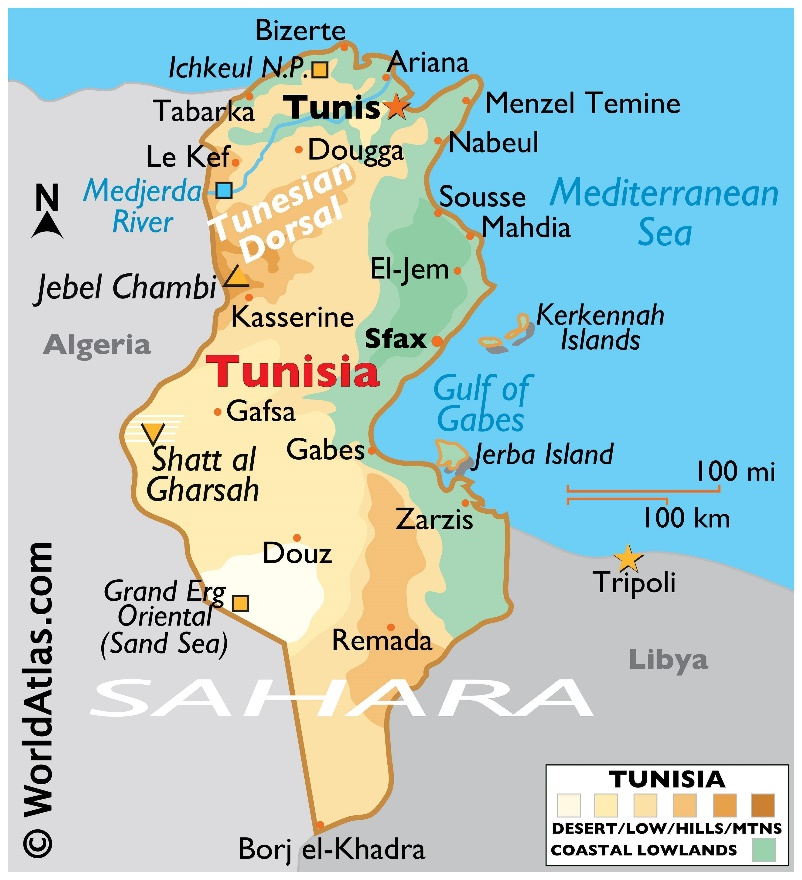 Bizerte
Ichkeul N.P.
Ariana
Tabarka
Tunis
Menzel Temine
Le Kef
Dougga
Nabeul
Medjerda
River
N
Tunesian
Dorsal
Sousse
Mediterranean
Sea
Mahdia
El-Jem
Jebel Chambi
Kasserine
Kerkennah
Islands
Algeria
Sfax
Tunisia
Gulf of
Gabes
Gafsa
Gabes
Jerba Island
Shatt al
Gharsah
100 mi
100 km
Zarzis
Douz
Tripoli
Grand Erg
Oriental
(Sand Sea)
Remada
Libya
SAHARA
Borj el-Khadra
© WorldAtlas.com
TUNISIA
DESERT/LOW/HILLS/MTNS
COASTAL LOWLANDS